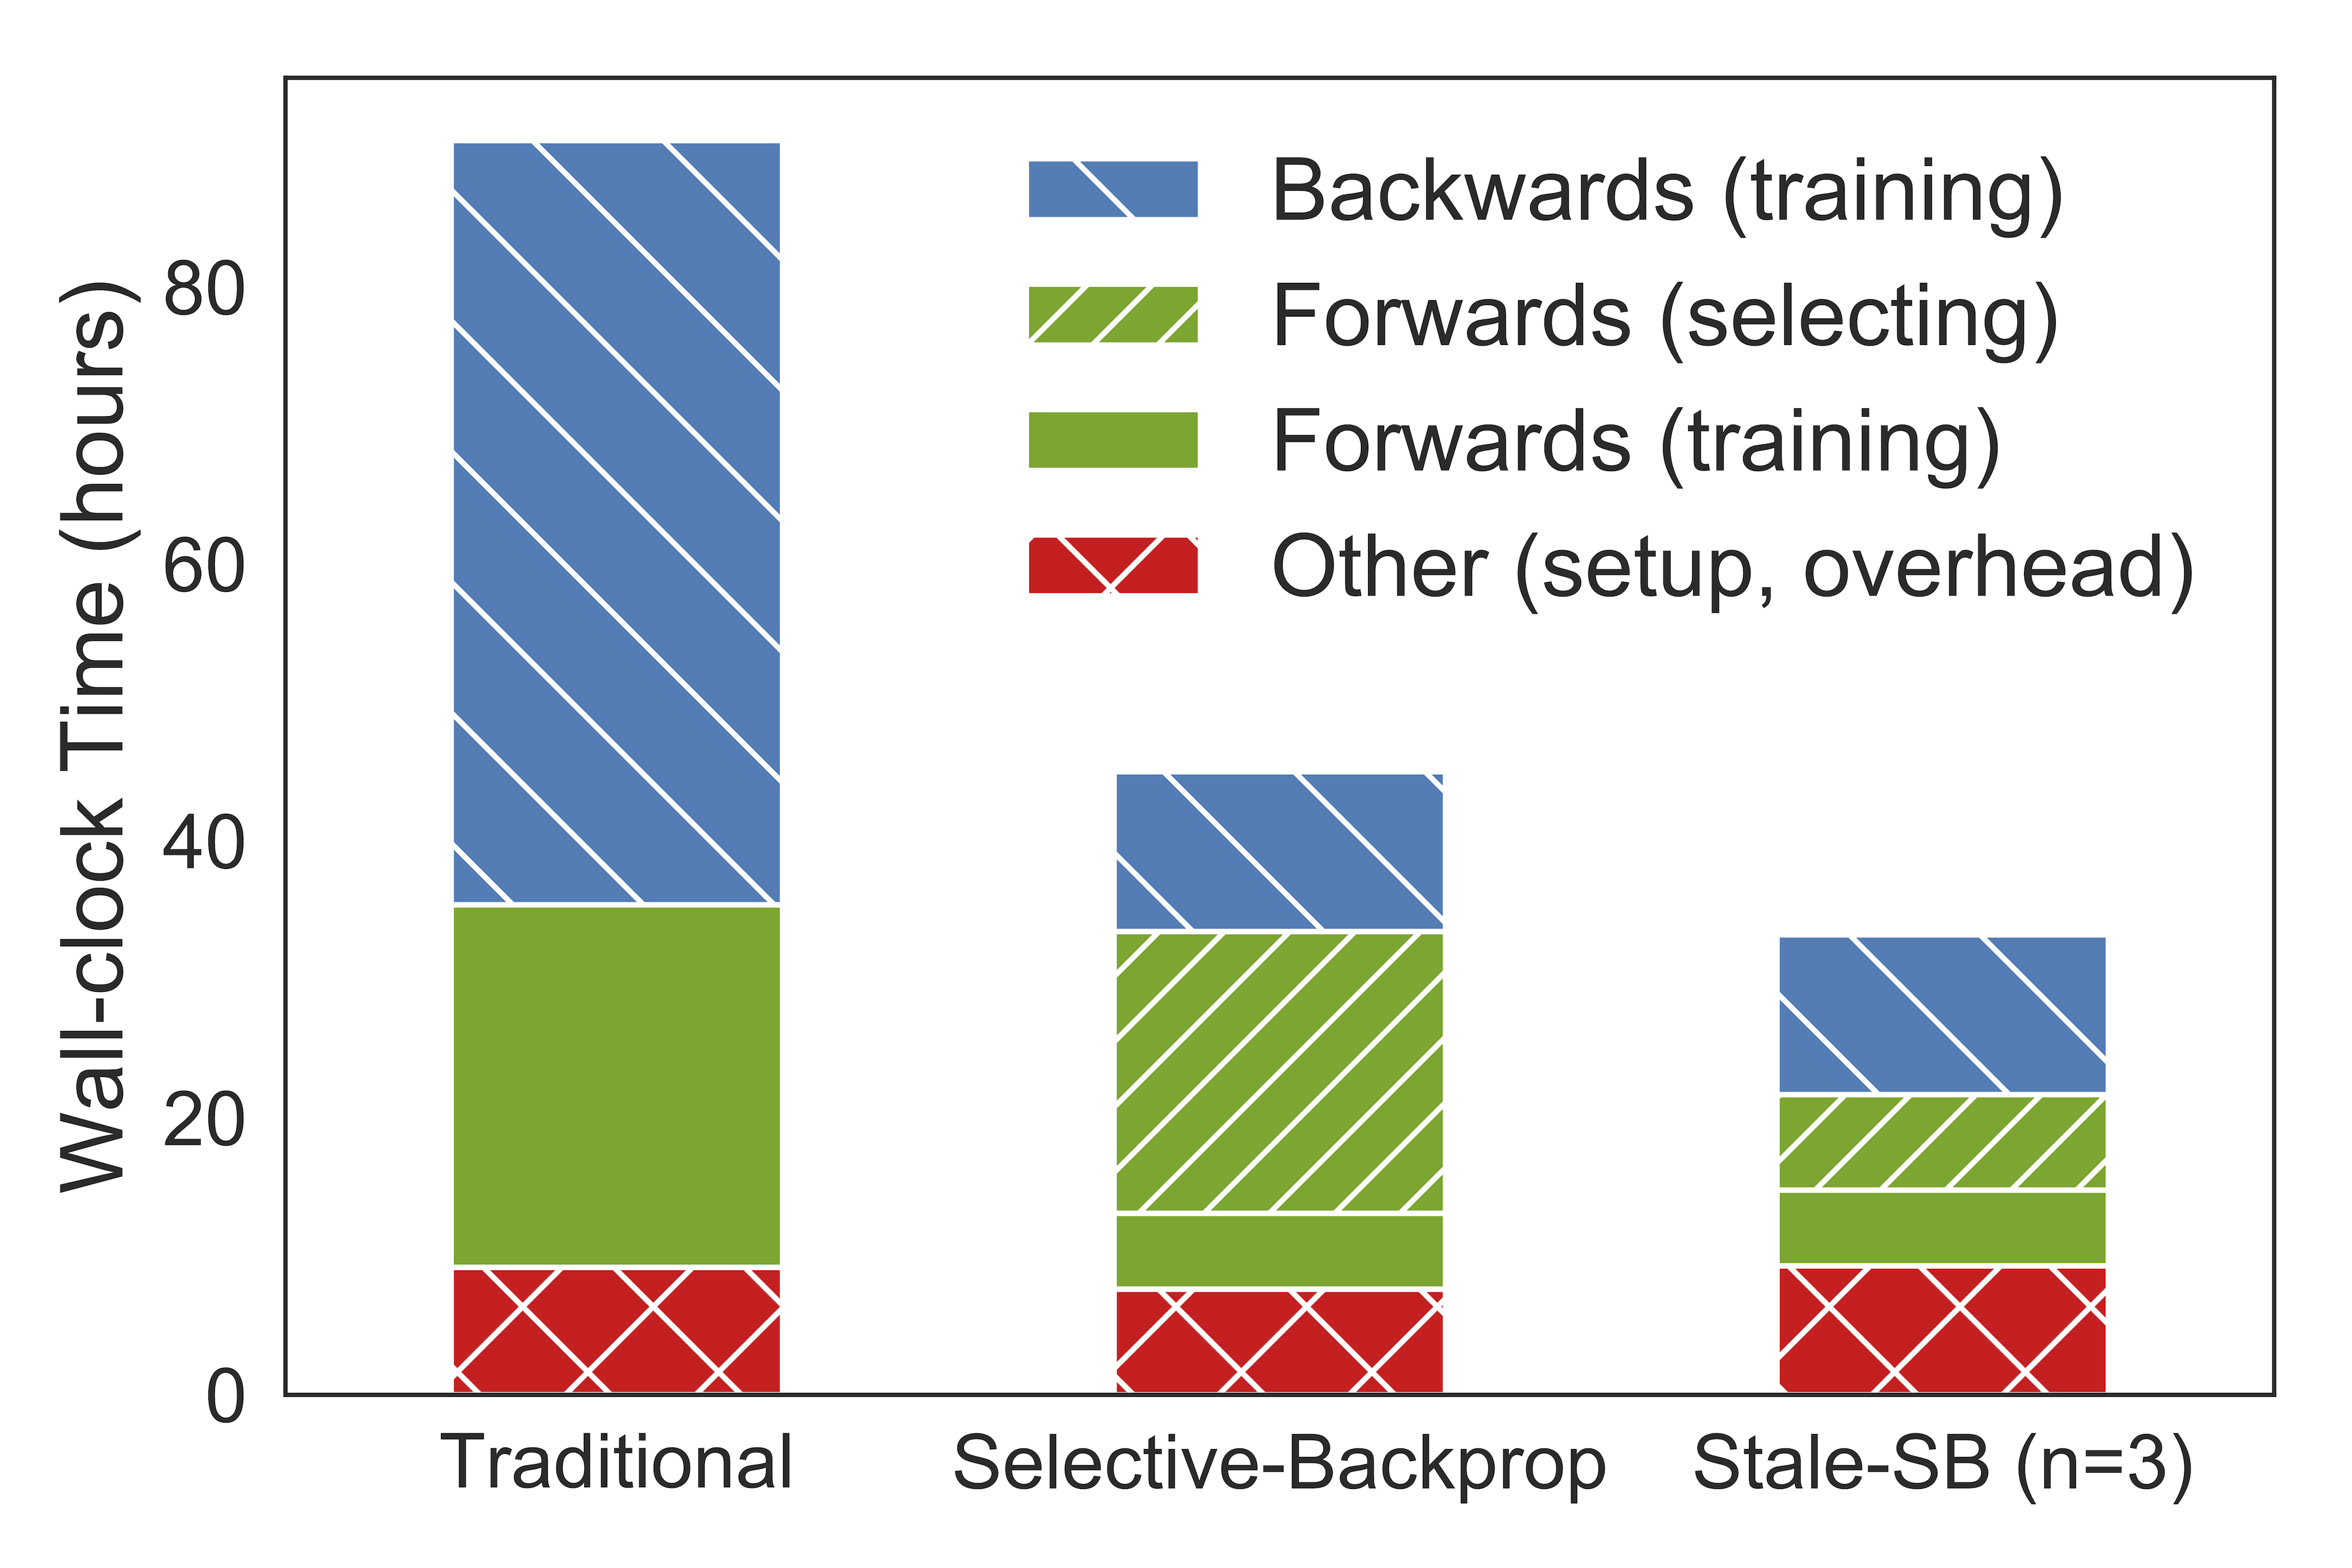 Wall-clock Time (hours)
80
60
40
20
0
Backwards (training)
Forwards (selecting)
Forwards (training)
Other (setup, overhead)
Traditional
Selective-Backprop
Stale-SB (n=3)